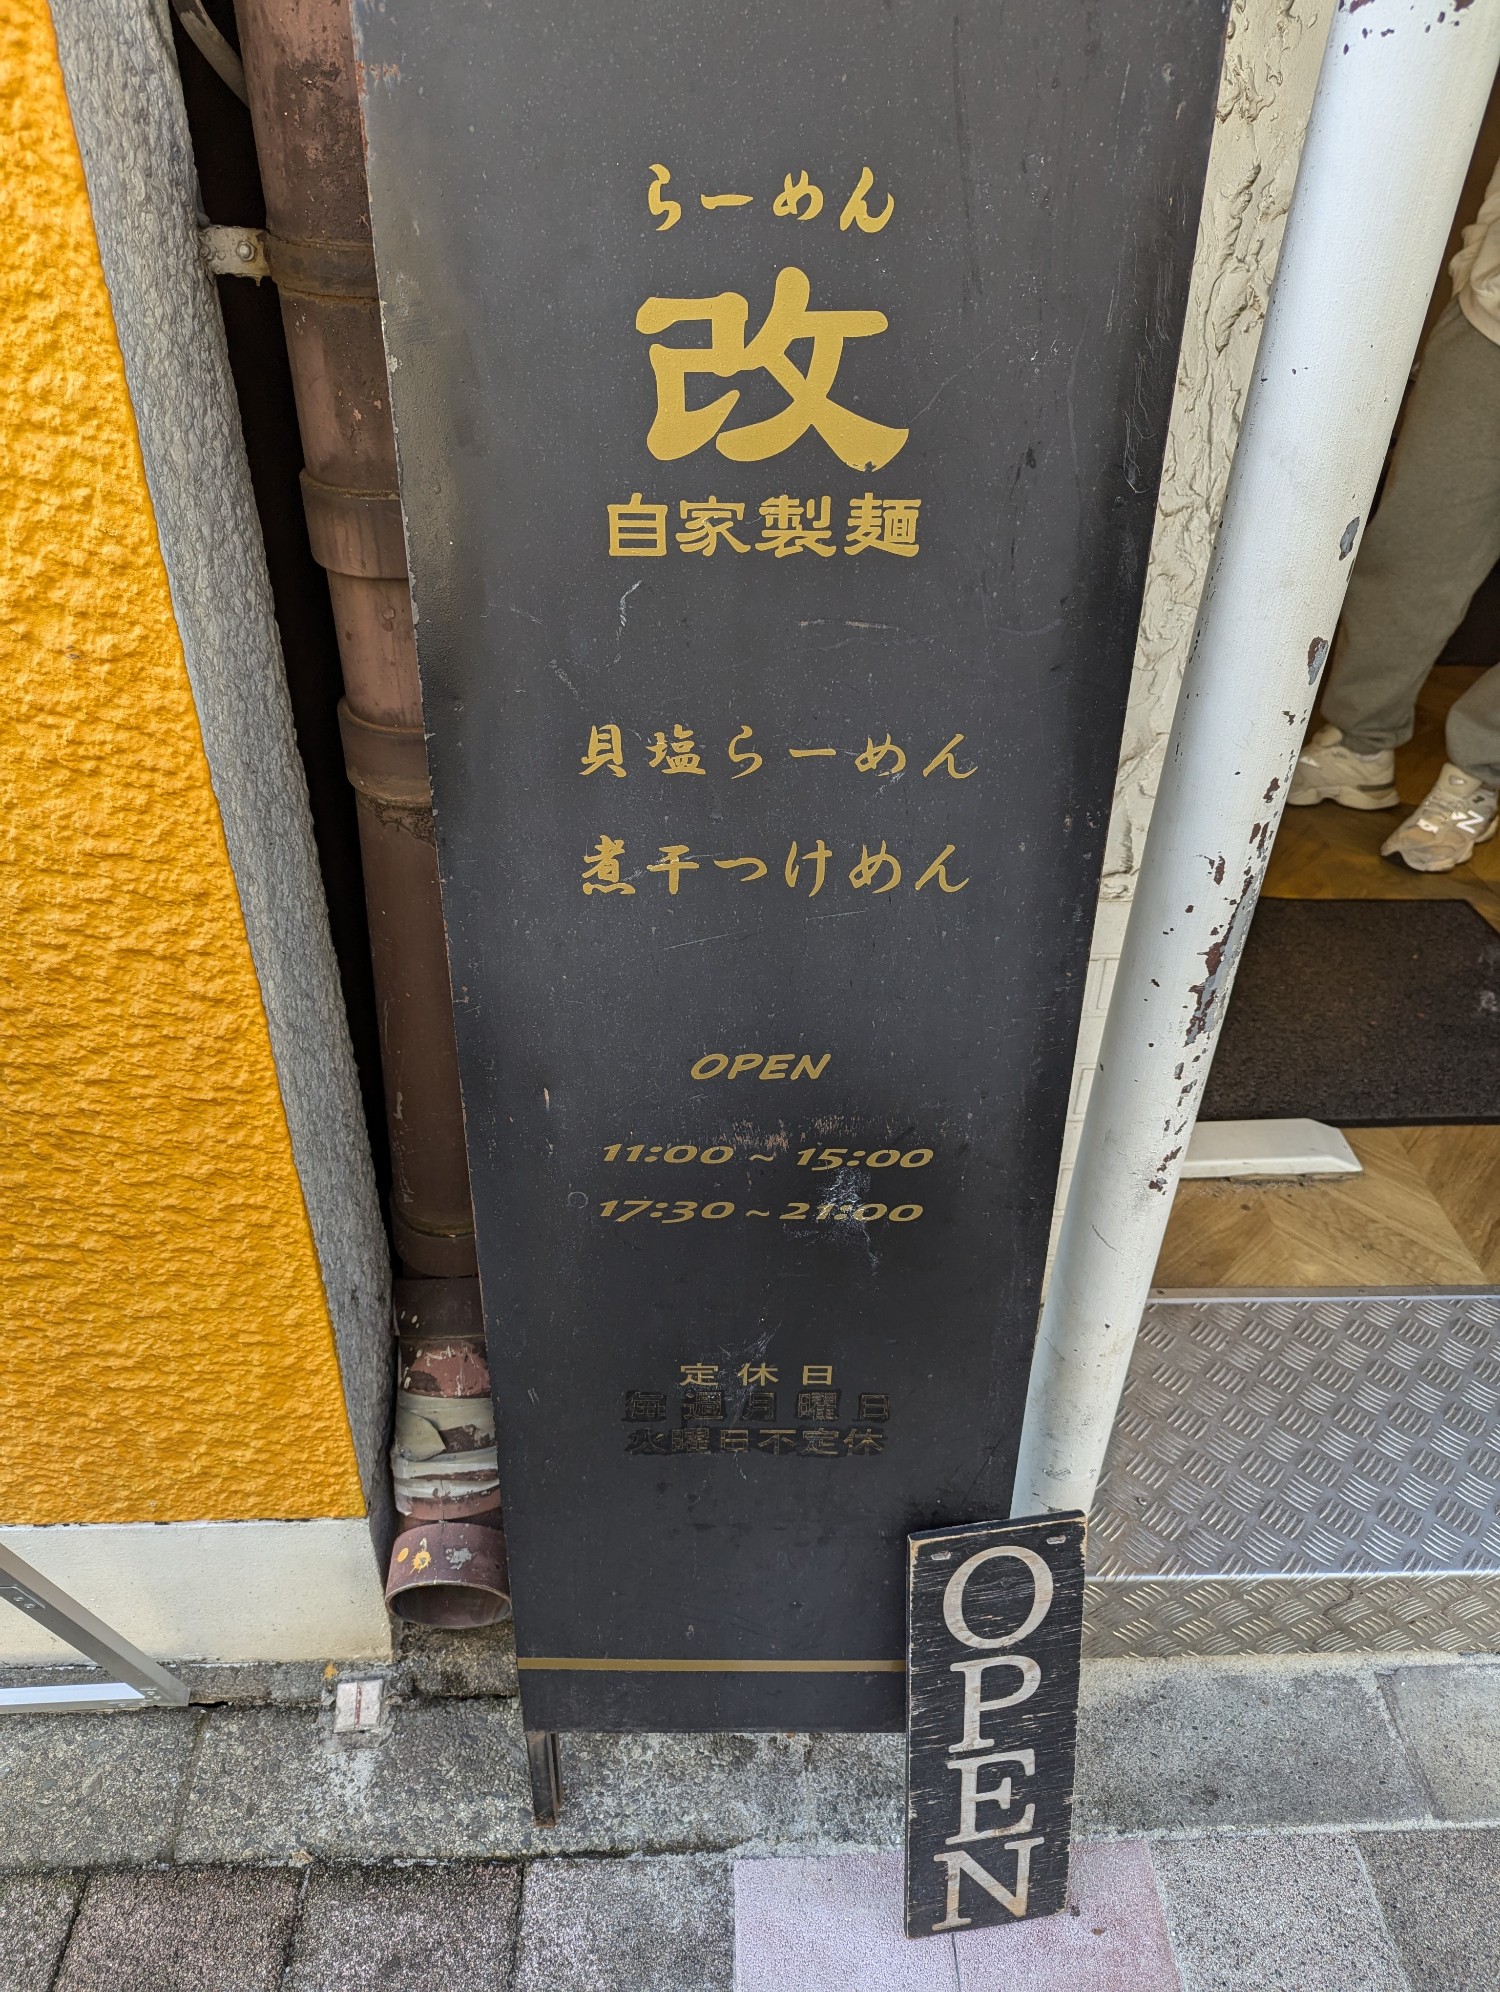 らーめん
改
自家製麺
貝塩らーめん
煮干つけめん
OPEN
11:00 ~ 15:00
17:30 ~ 21:00
定休日
毎週月曜日
水曜日不定休
OPEN
N